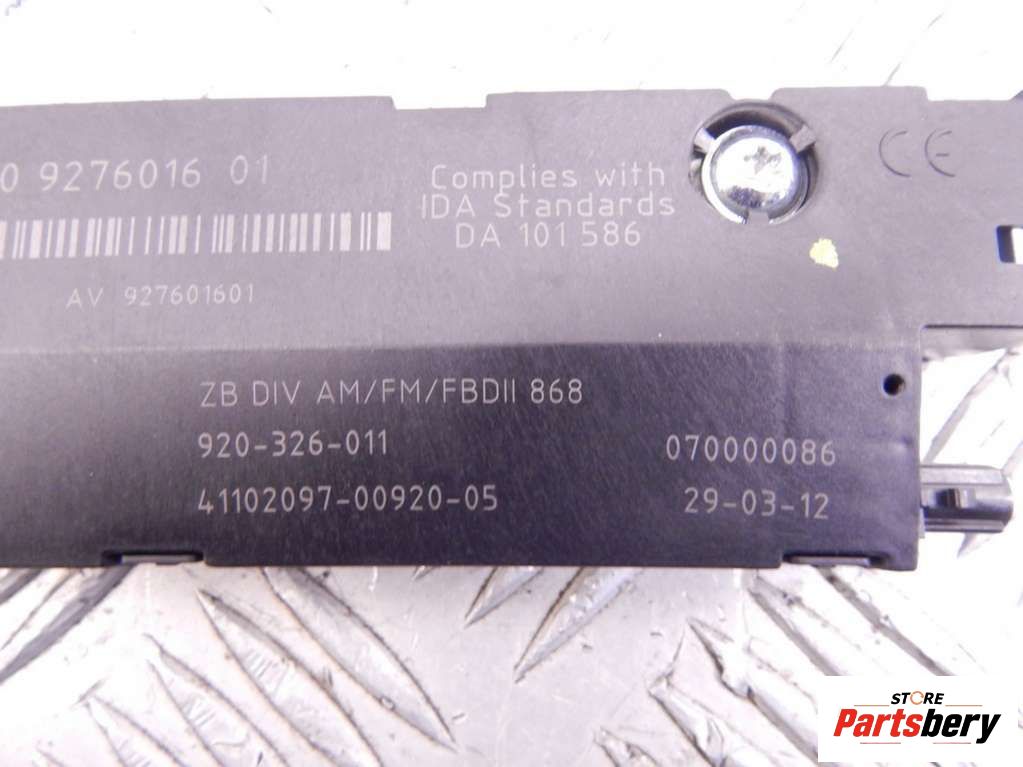 0 9276016 01
Complies with
IDA Standards
DA 101 586
CE
AV 927601601
ZB DIV AM/FM/FBDII 868
920-326-011
070000086
41102097-00920-05
29-03-12
STORE
Partsbery